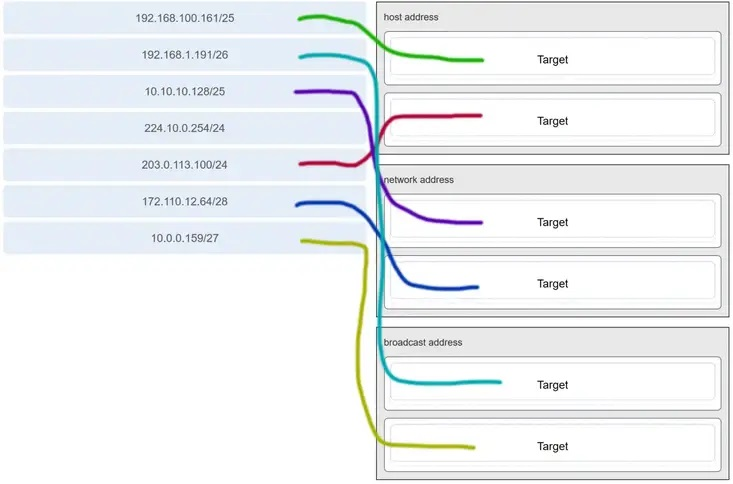 192.168.100.161/25
192.168.1.191/26
10.10.10.128/25
224.10.0.254/24
203.0.113.100/24
172.110.12.64/28
10.0.0.159/27
host address
Target
Target
network address
Target
Target
broadcast address
Target
Target